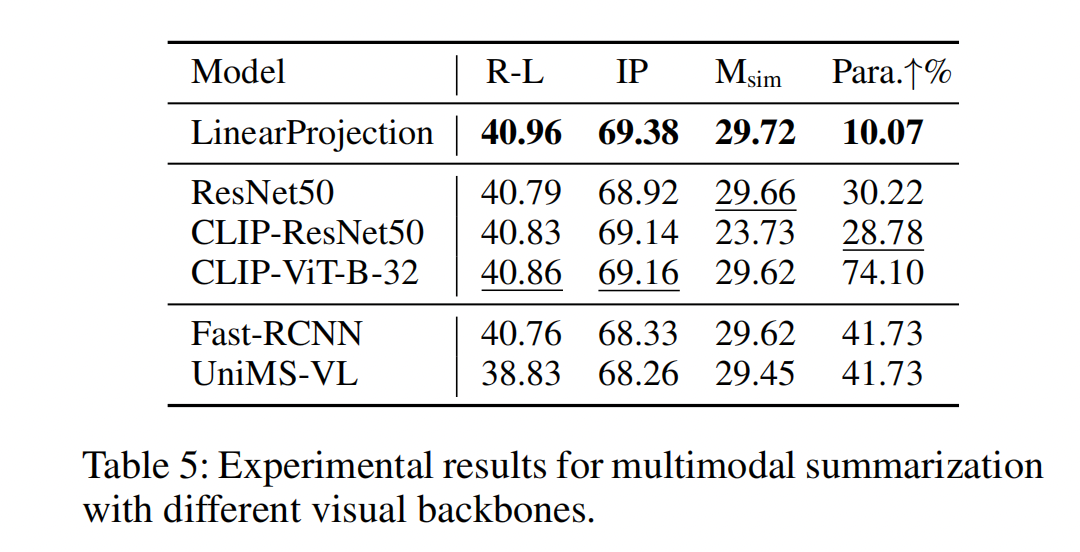 Model R-L IP Msim Para.↑%
LinearProjection 40.96 69.38 29.72 10.07
ResNet50 40.79 68.92 29.66 30.22
CLIP-ResNet50 40.83 69.14 23.73 28.78
CLIP-ViT-B-32 40.86 69.16 29.62 74.10
Fast-RCNN 40.76 68.33 29.62 41.73
UniMS-VL 38.83 68.26 29.45 41.73
Table 5: Experimental results for multimodal summarization
with different visual backbones.